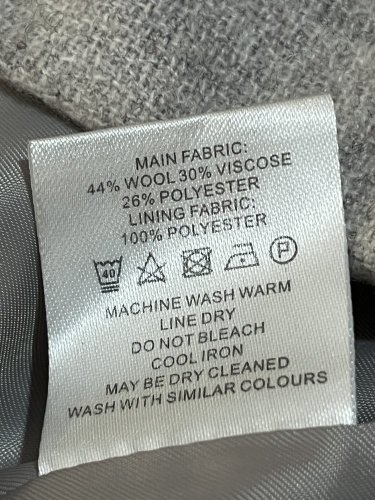 MAIN FABRIC:
44% WOOL 30% VISCOSE
26% POLYESTER
LINING FABRIC:
100% POLYESTER
40 P
MACHINE WASH WARM
LINE DRY
DO NOT BLEACH
COOL IRON
MAY BE DRY CLEANED
WASH WITH SIMILAR COLOURS